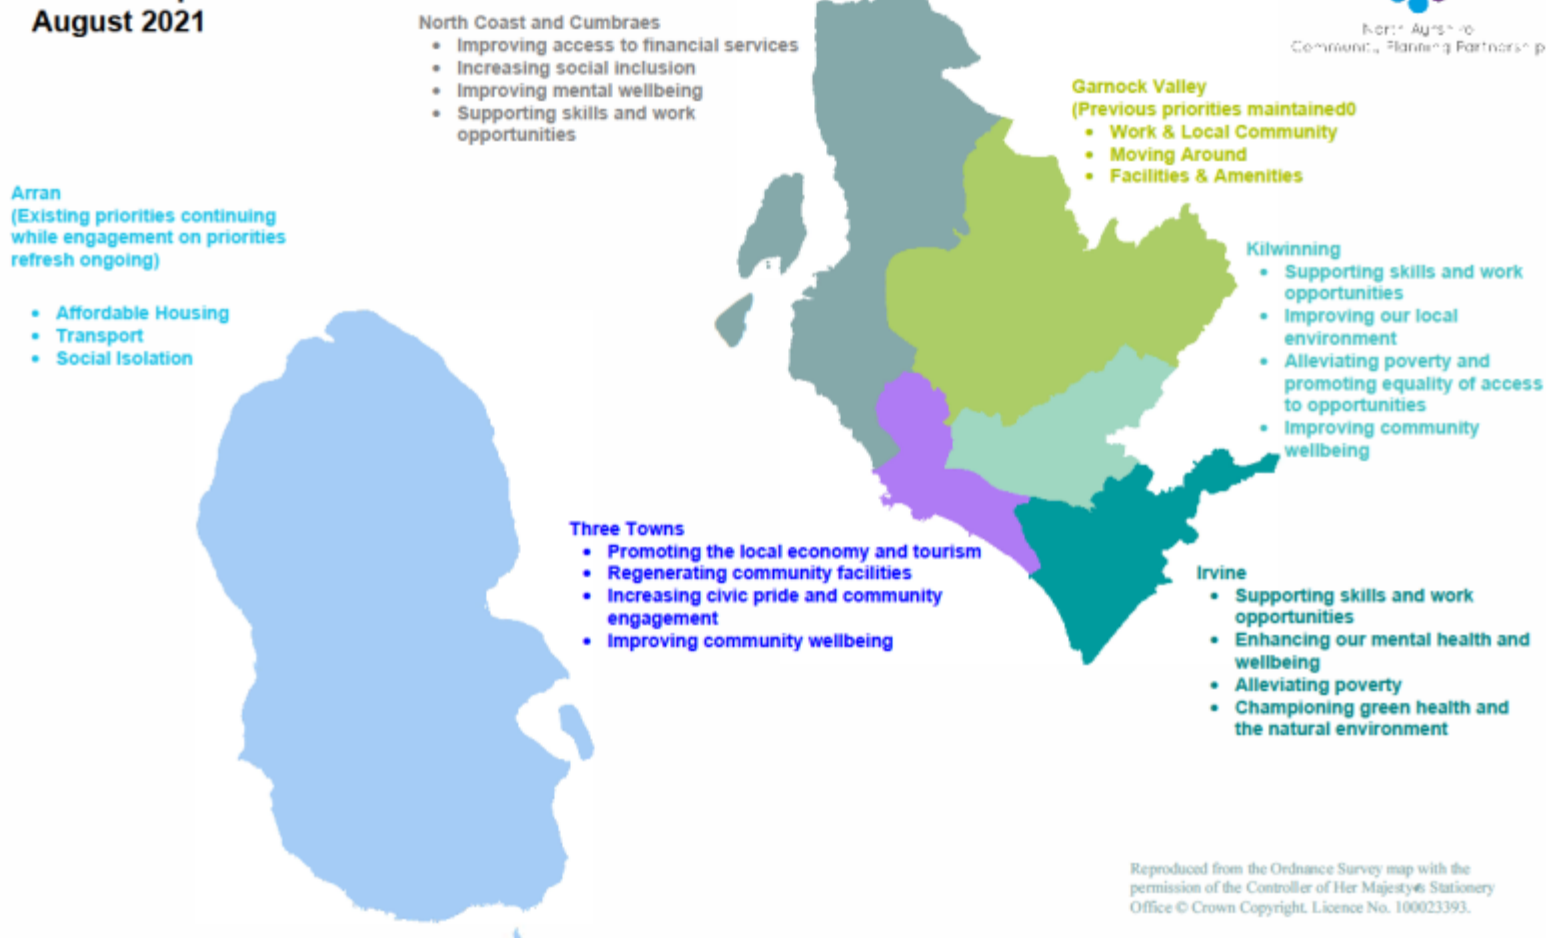 August 2021
North Coast and Cumbraes
• Improving access to financial services
• Increasing social inclusion
• Improving mental wellbeing
• Supporting skills and work
opportunities
North Ayrshire
Community Planning Partnership
Garnock Valley
(Previous priorities maintained0
• Work & Local Community
• Moving Around
• Facilities & Amenities
Arran
(Existing priorities continuing
while engagement on priorities
refresh ongoing)
• Affordable Housing
• Transport
• Social Isolation
Kilwinning
• Supporting skills and work
opportunities
• Improving our local
environment
• Alleviating poverty and
promoting equality of access
to opportunities
• Improving community
wellbeing
Three Towns
• Promoting the local economy and tourism
• Regenerating community facilities
• Increasing civic pride and community
engagement
• Improving community wellbeing
Irvine
• Supporting skills and work
opportunities
• Enhancing our mental health and
wellbeing
• Alleviating poverty
• Championing green health and
the natural environment
Reproduced from the Ordnance Survey map with the
permission of the Controller of Her Stationery
Office © Crown Copyright. Licence No. 100023393.